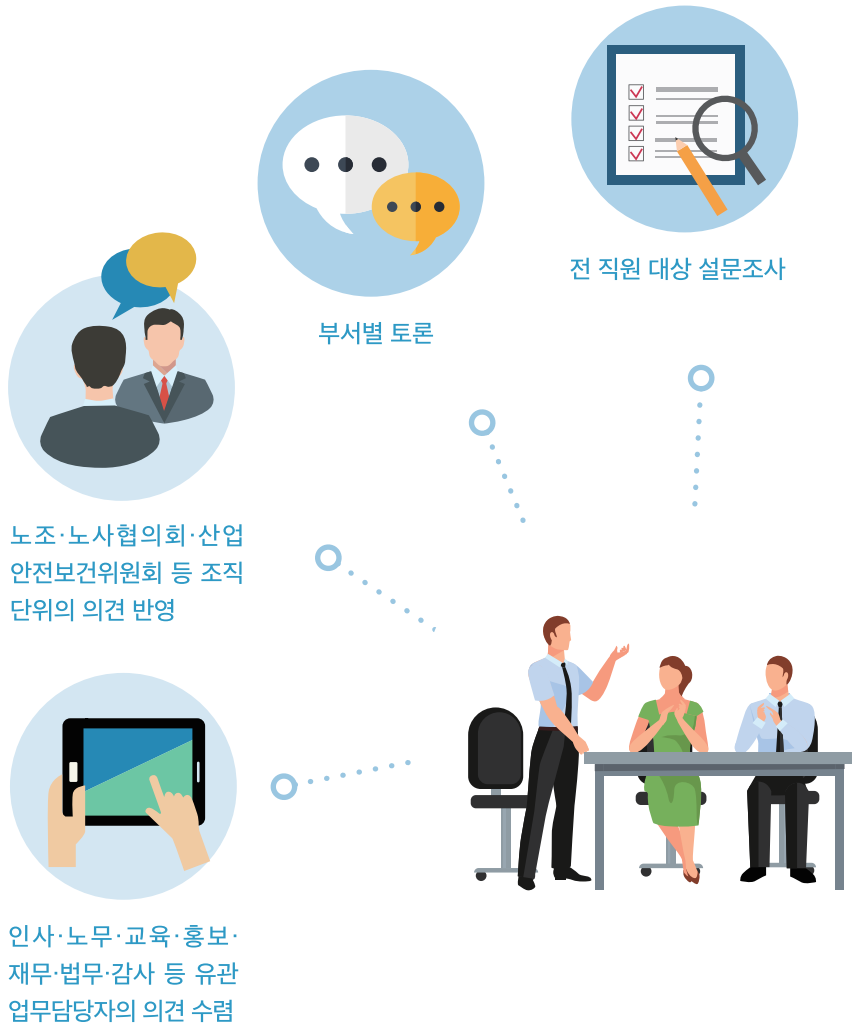 전 직원 대상 설문조사
부서별 토론
노조·노사협의회·산업
안전보건위원회 등 조직
단위의 의견 반영
인사·노무·교육·홍보·
재무·법무·감사 등 유관
업무담당자의 의견 수렴